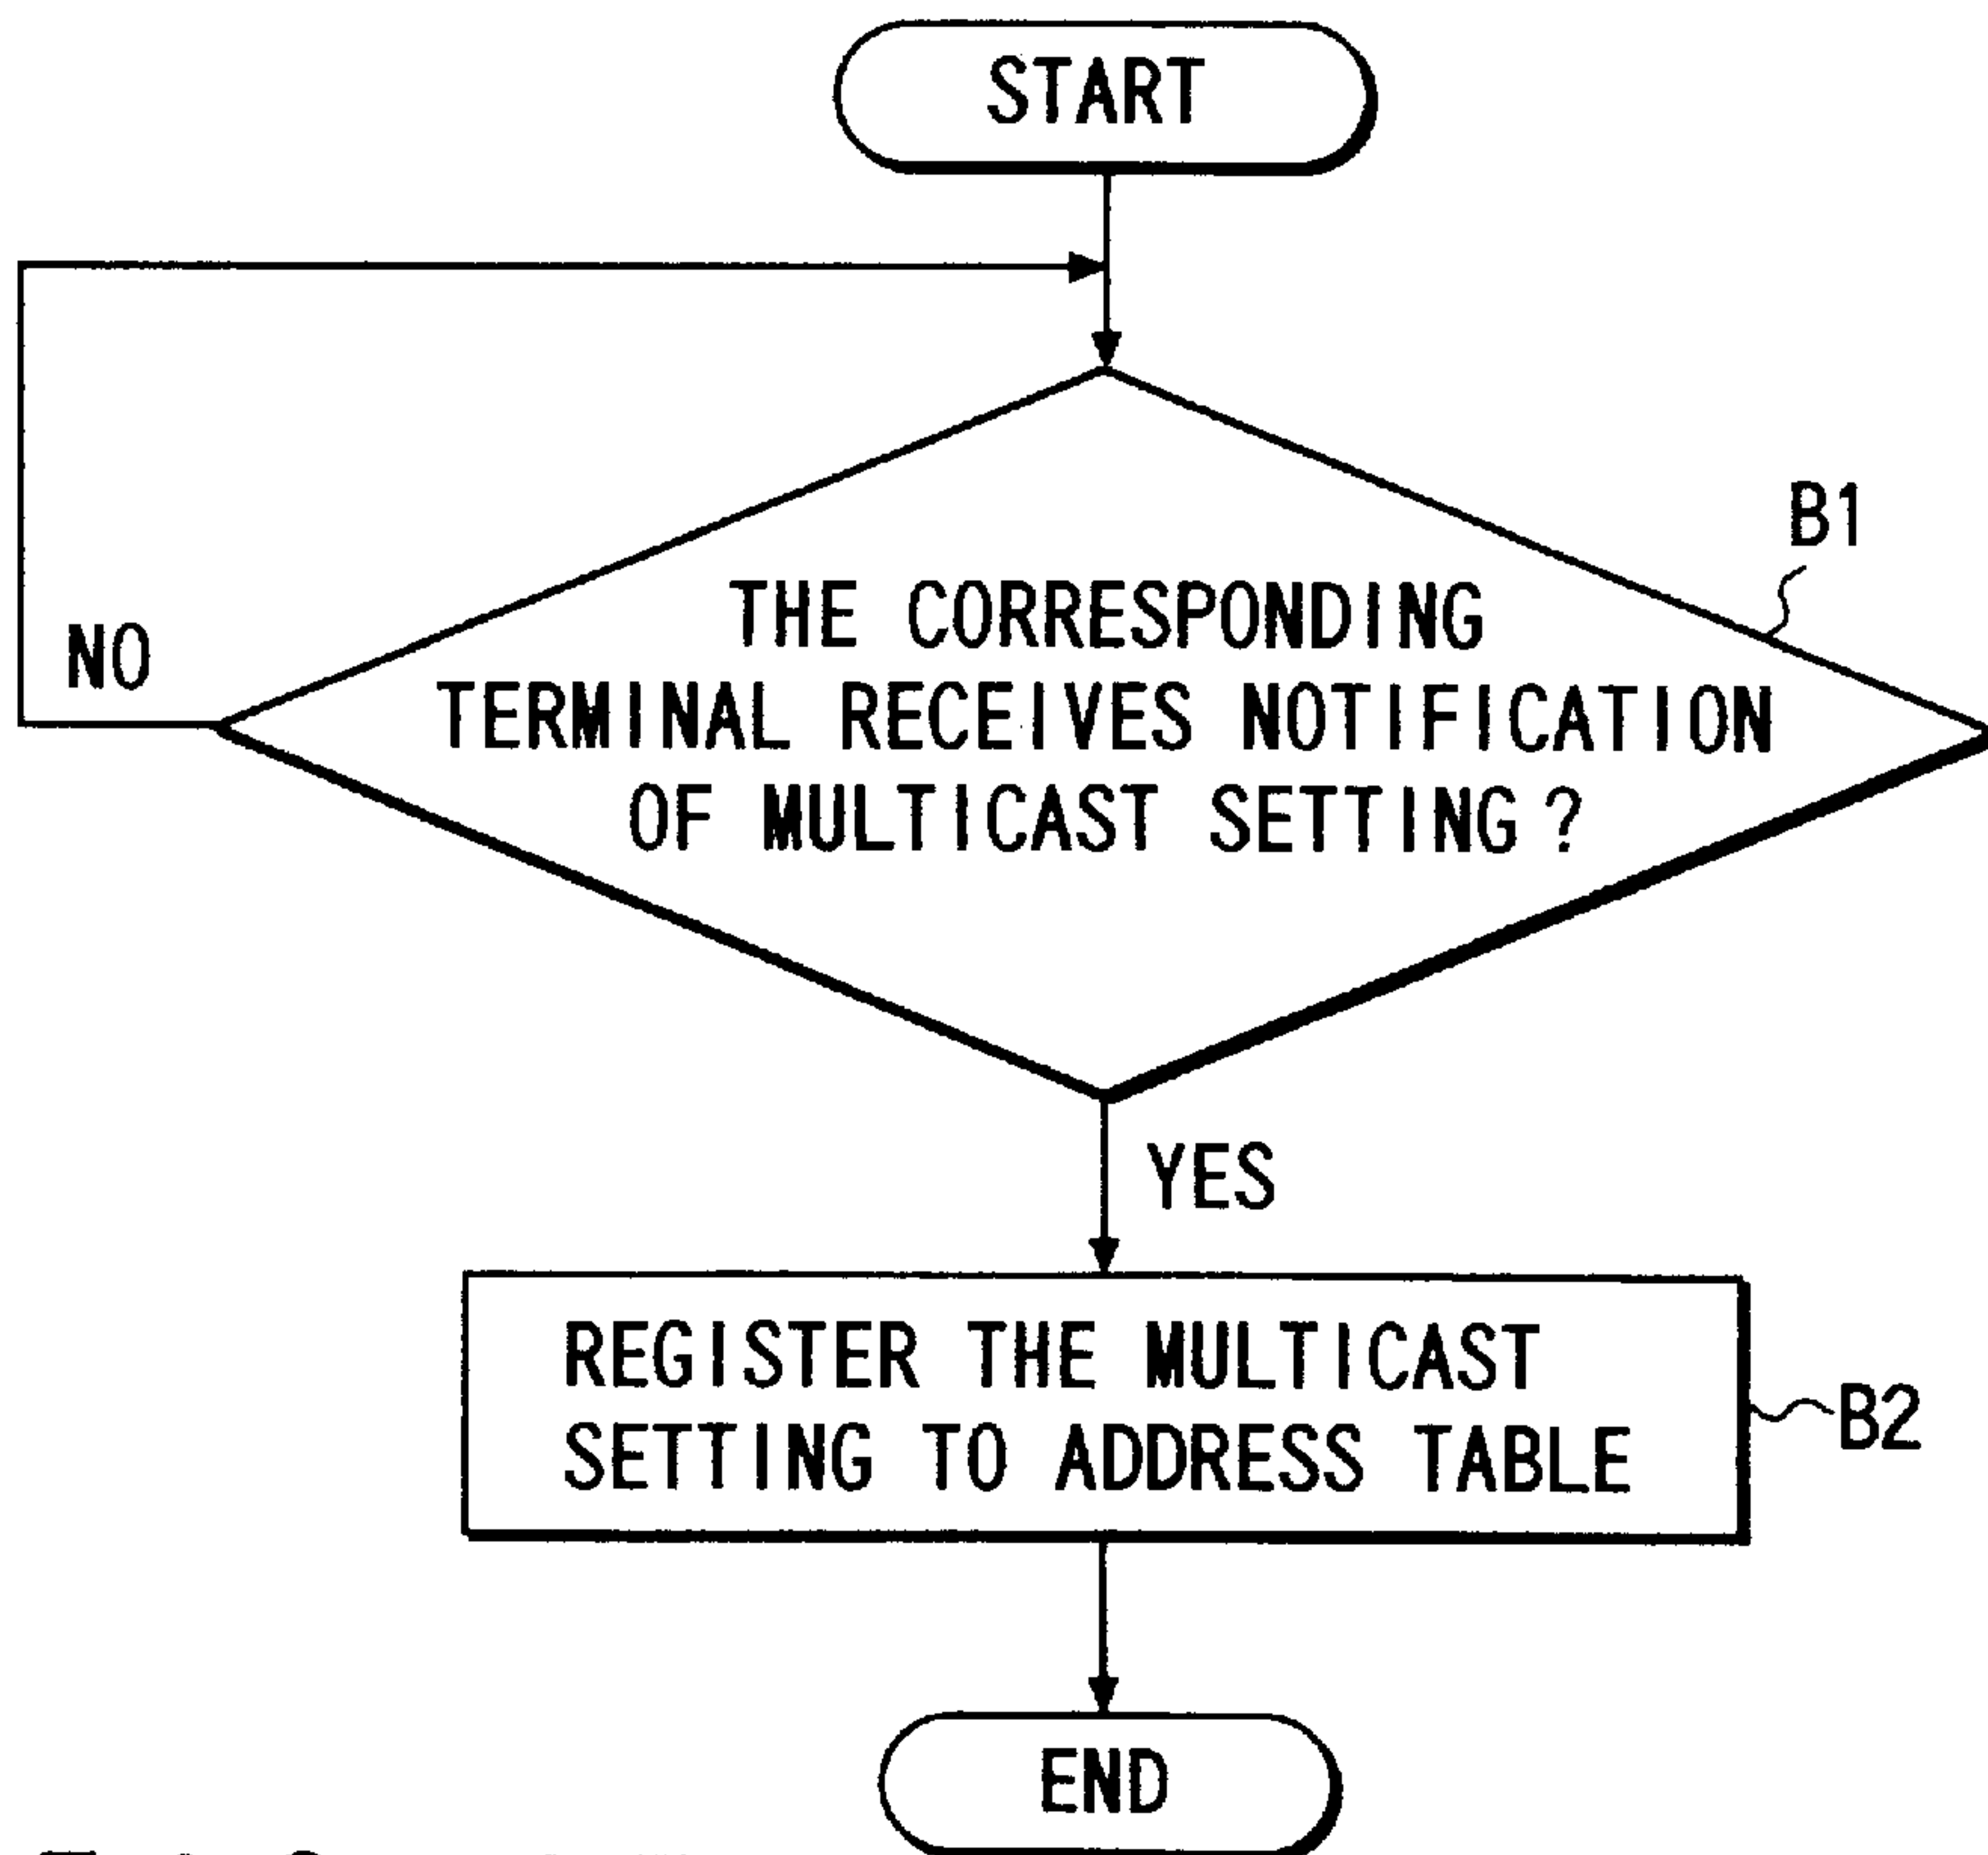 START
B1
NO
THE CORRESPONDING
TERMINAL RECEIVES NOTIFICATION
OF MULTICAST SETTING?
YES
REGISTER THE MULTICAST
SETTING TO ADDRESS TABLE
B2
END